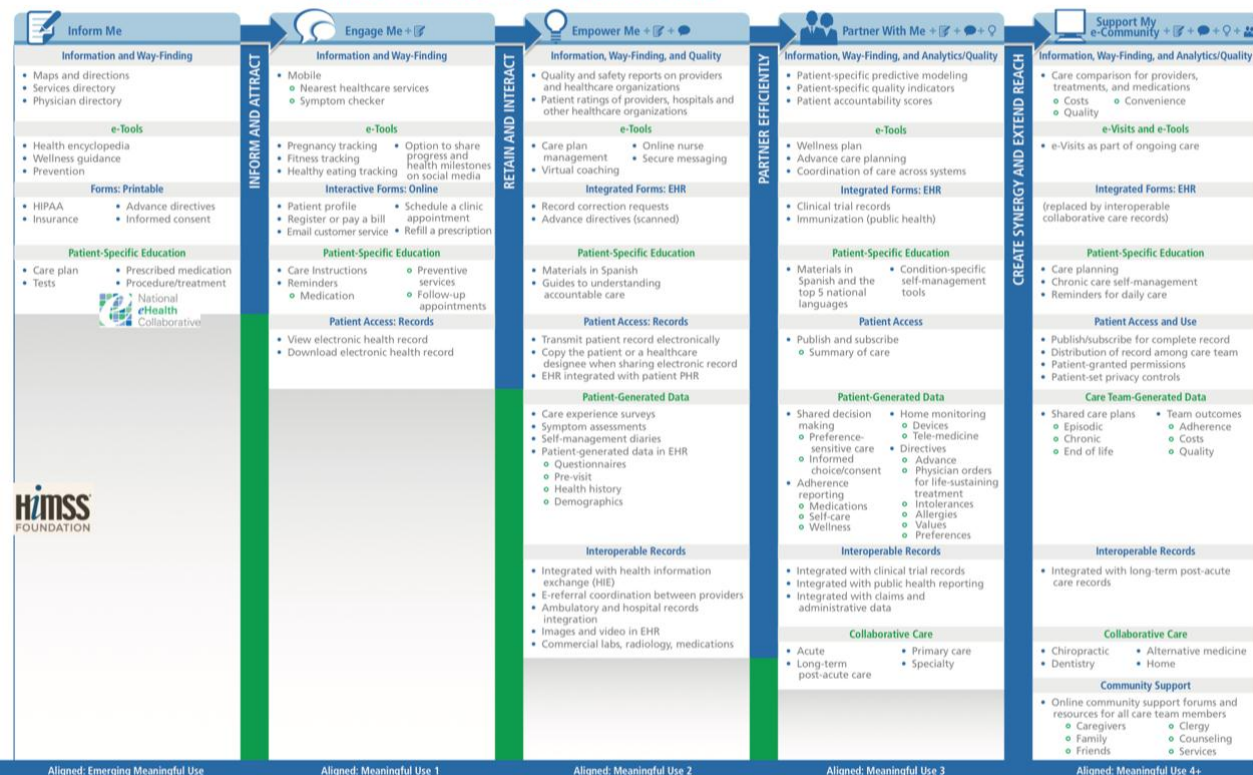 Inform Me
Information and Way-Finding
• Maps and directions
• Services directory
• Physician directory
e-Tools
• Health encyclopedia
• Wellness guidance
• Prevention
Forms: Printable
• HIPAA
• Insurance
• Advance directives
• Informed consent
Patient-Specific Education
• Care plan
• Tests
• Prescribed medication
• Procedure/treatment
National
eHealth
Collaborative
HiMSS
FOUNDATION
Aligned: Emerging Meaningful Use
INFORM AND ATTRACT
Engage Me +
Information and Way-Finding
• Mobile
Nearest healthcare services
Symptom checker
e-Tools
• Pregnancy tracking
• Fitness tracking
• Healthy eating tracking
• Option to share
progress and
health milestones
on social media
Interactive Forms: Online
• Patient profile
• Register or pay a bill
• Email customer service
• Schedule a clinic
appointment
• Refill a prescription
Patient-Specific Education
• Care Instructions
• Reminders
Medication
Preventive
services
Follow-up
appointments
Patient Access: Records
• View electronic health record
• Download electronic health record
Aligned: Meaningful Use 1
RETAIN AND INTERACT
Empower Me + +
Information, Way-Finding, and Quality
• Quality and safety reports on providers
and healthcare organizations
• Patient ratings of providers, hospitals and
other healthcare organizations
e-Tools
• Care plan
management
• Virtual coaching
• Online nurse
• Secure messaging
Integrated Forms: EHR
• Record correction requests
• Advance directives (scanned)
Patient-Specific Education
• Materials in Spanish
• Guides to understanding
accountable care
Patient Access: Records
• Transmit patient record electronically
• Copy the patient or a healthcare
designee when sharing electronic record
• EHR integrated with patient PHR
Patient-Generated Data
• Care experience surveys
• Symptom assessments
• Self-management diaries
• Patient-generated data in EHR
Questionnaires
Pre-visit
Health history
Demographics
Interoperable Records
• Integrated with health information
exchange (HIE)
• E-referral coordination between providers
• Ambulatory and hospital records
integration
• Images and video in EHR
• Commercial labs, radiology, medications
Aligned: Meaningful Use 2
PARTNER EFFICIENTLY
Partner With Me + + +
Information, Way-Finding, and Analytics/Quality
• Patient-specific predictive modeling
• Patient-specific quality indicators
• Patient accountability scores
e-Tools
• Wellness plan
• Advance care planning
• Coordination of care across systems
Integrated Forms: EHR
• Clinical trial records
• Immunization (public health)
Patient-Specific Education
• Materials in
Spanish and the
top 5 national
languages
• Condition-specific
self-management
tools
Patient Access
• Publish and subscribe
Summary of care
Patient-Generated Data
• Shared decision
making
Preference-
sensitive care
Informed
choice/consent
• Adherence
reporting
Medications
Self-care
Wellness
• Home monitoring
Devices
Tele-medicine
• Directives
Advance
Physician orders
for life-sustaining
treatment
Intolerances
Allergies
Values
Preferences
Interoperable Records
• Integrated with clinical trial records
• Integrated with public health reporting
• Integrated with claims and
administrative data
Collaborative Care
• Acute
• Long-term
post-acute care
• Primary care
• Specialty
Aligned: Meaningful Use 3
CREATE SYNERGY AND EXTEND REACH
Support My
e-Community + + + +
Information, Way-Finding, and Analytics/Quality
• Care comparison for providers,
treatments, and medications
Costs
Quality
Convenience
e-Visits and e-Tools
• e-Visits as part of ongoing care
Integrated Forms: EHR
(replaced by interoperable
collaborative care records)
Patient-Specific Education
• Care planning
• Chronic care self-management
• Reminders for daily care
Patient Access and Use
• Publish/subscribe for complete record
• Distribution of record among care team
• Patient-granted permissions
• Patient-set privacy controls
Care Team-Generated Data
• Shared care plans
Episodic
Chronic
End of life
• Team outcomes
Adherence
Costs
Quality
Interoperable Records
• Integrated with long-term post-acute
care records
Collaborative Care
• Chiropractic
• Dentistry
• Alternative medicine
• Home
Community Support
• Online community support forums and
resources for all care team members
Caregivers
Family
Friends
Clergy
Counseling
Services
Aligned: Meaningful Use 4+